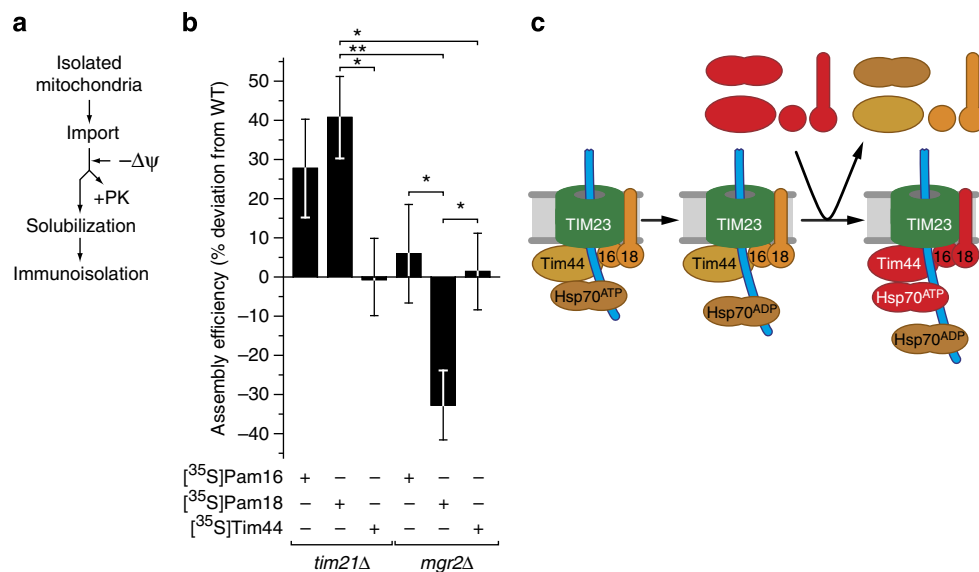 a
Isolated
mitochondria
Import
−Δψ
+PK
Solubilization
Immunoisolation
b
Assembly efficiency (% deviation from WT)
50
40
30
20
10
0
−10
−20
−30
−40
*
**
*
*
*
[³⁵S]Pam16 + − − + − −
[³⁵S]Pam18 − + − − + −
[³⁵S]Tim44 − − + − − +
tim21Δ mgr2Δ
c
TIM23
Tim44 16 18
Hsp70ᴬᵀᴾ
TIM23
Tim44 16 18
Hsp70ᴬᴰᴾ
TIM23
Tim44 16 18
Hsp70ᴬᵀᴾ
Hsp70ᴬᴰᴾ